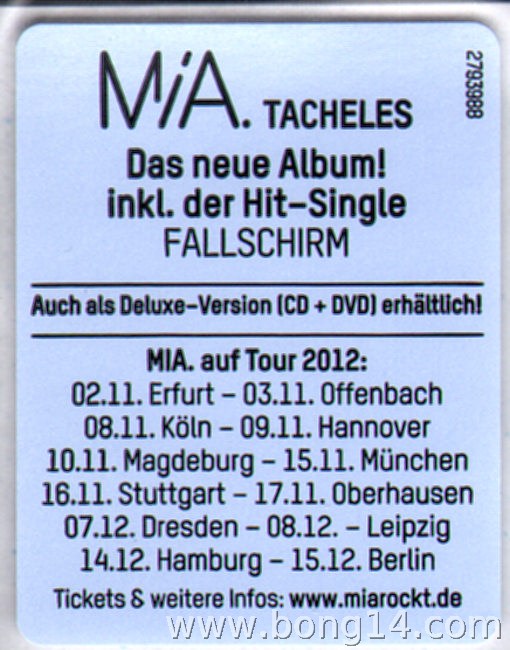 MiA. TACHELES
2793988
Das neue Album!
inkl. der Hit-Single
FALLSCHIRM
Auch als Deluxe-Version (CD + DVD) erhältlich!
MIA. auf Tour 2012:
02.11. Erfurt – 03.11. Offenbach
08.11. Köln – 09.11. Hannover
10.11. Magdeburg – 15.11. München
16.11. Stuttgart – 17.11. Oberhausen
07.12. Dresden – 08.12. – Leipzig
14.12. Hamburg – 15.12. Berlin
Tickets & weitere Infos: www.miarockt.de
www.bong14.com